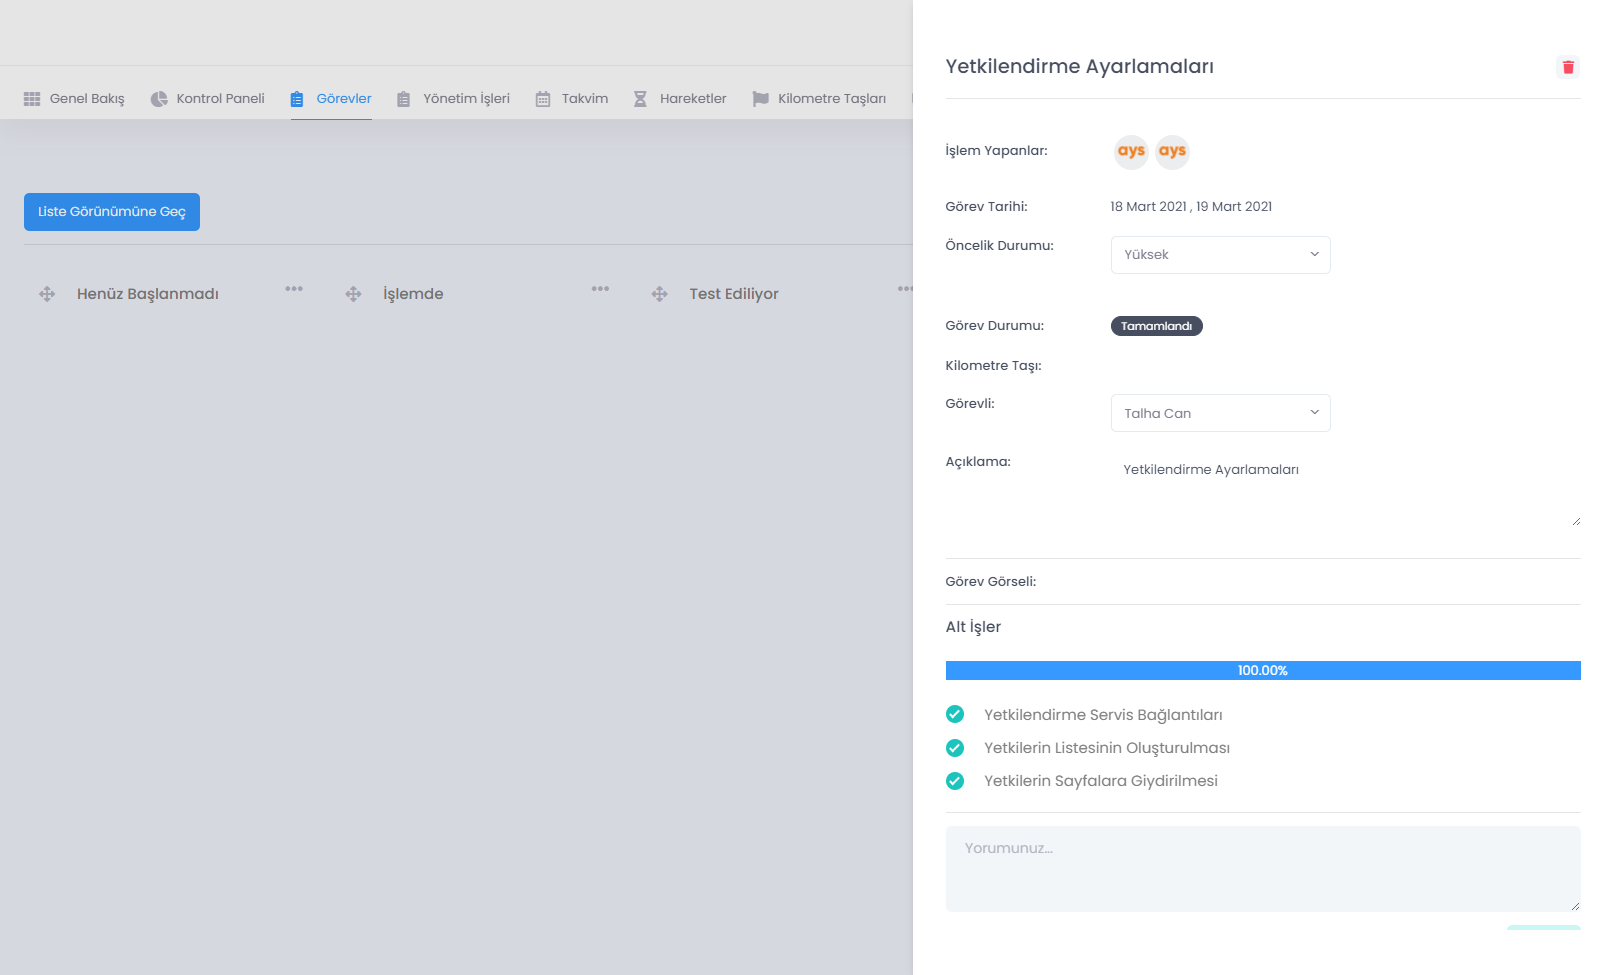 Genel Bakış
Kontrol Paneli
Görevler
Yönetim İşleri
Takvim
Hareketler
Kilometre Taşları
Liste Görünümüne Geç
Henüz Başlanmadı
İşlemde
Test Ediliyor
Yetkilendirme Ayarlamaları
İşlem Yapanlar:
ays ays
Görev Tarihi: 18 Mart 2021 , 19 Mart 2021
Öncelik Durumu: Yüksek
Görev Durumu: Tamamlandı
Kilometre Taşı:
Görevli: Talha Can
Açıklama: Yetkilendirme Ayarlamaları
Görev Görseli:
Alt İşler
100.00%
Yetkilendirme Servis Bağlantıları
Yetkilerin Listesinin Oluşturulması
Yetkilerin Sayfalara Giydirilmesi
Yorumunuz...